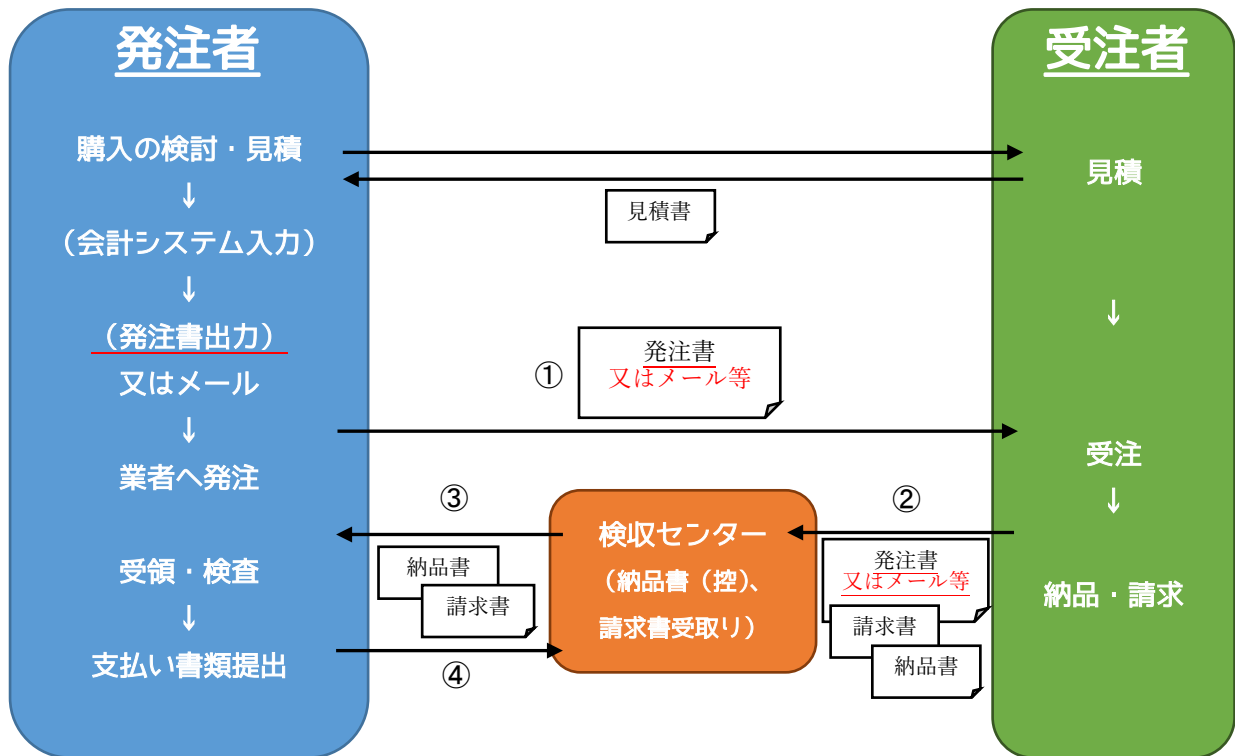 発注者
購入の検討・見積
↓
（会計システム入力）
↓
（発注書出力）
又はメール
↓
業者へ発注
受領・検査
↓
支払い書類提出
見積書
①
発注書
又はメール等
③
納品書
請求書
④
検収センター
（納品書（控）、
請求書受取り）
②
発注書
又はメール等
請求書
納品書
受注者
見積
↓
受注
↓
納品・請求